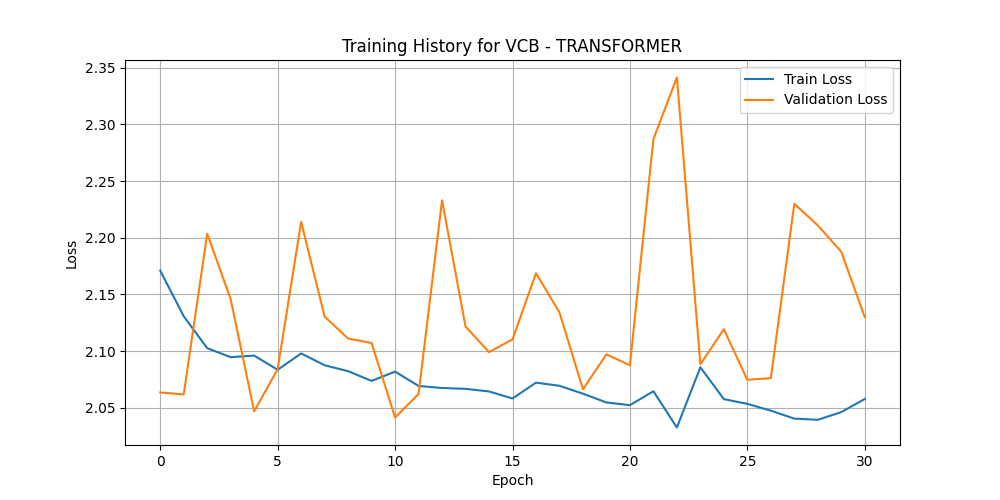 Training History for VCB - TRANSFORMER
Train Loss
Validation Loss
2.35
2.30
2.25
2.20
2.15
2.10
2.05
Loss
0 5 10 15 20 25 30
Epoch